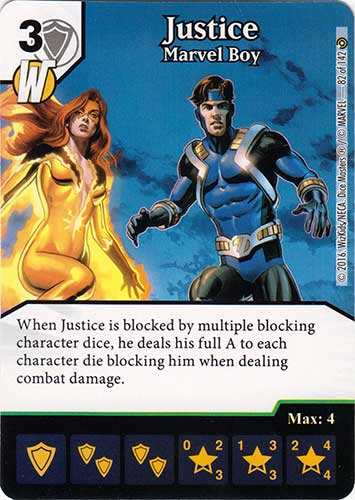 3
W
Justice
Marvel Boy
© 2016 WizKids/NECA. Dice Masters ® / © MARVEL — 82 of 142
When Justice is blocked by multiple blocking
character dice, he deals his full A to each
character die blocking him when dealing
combat damage.
Max: 4
0 2 3
1 3 3
2 4 4